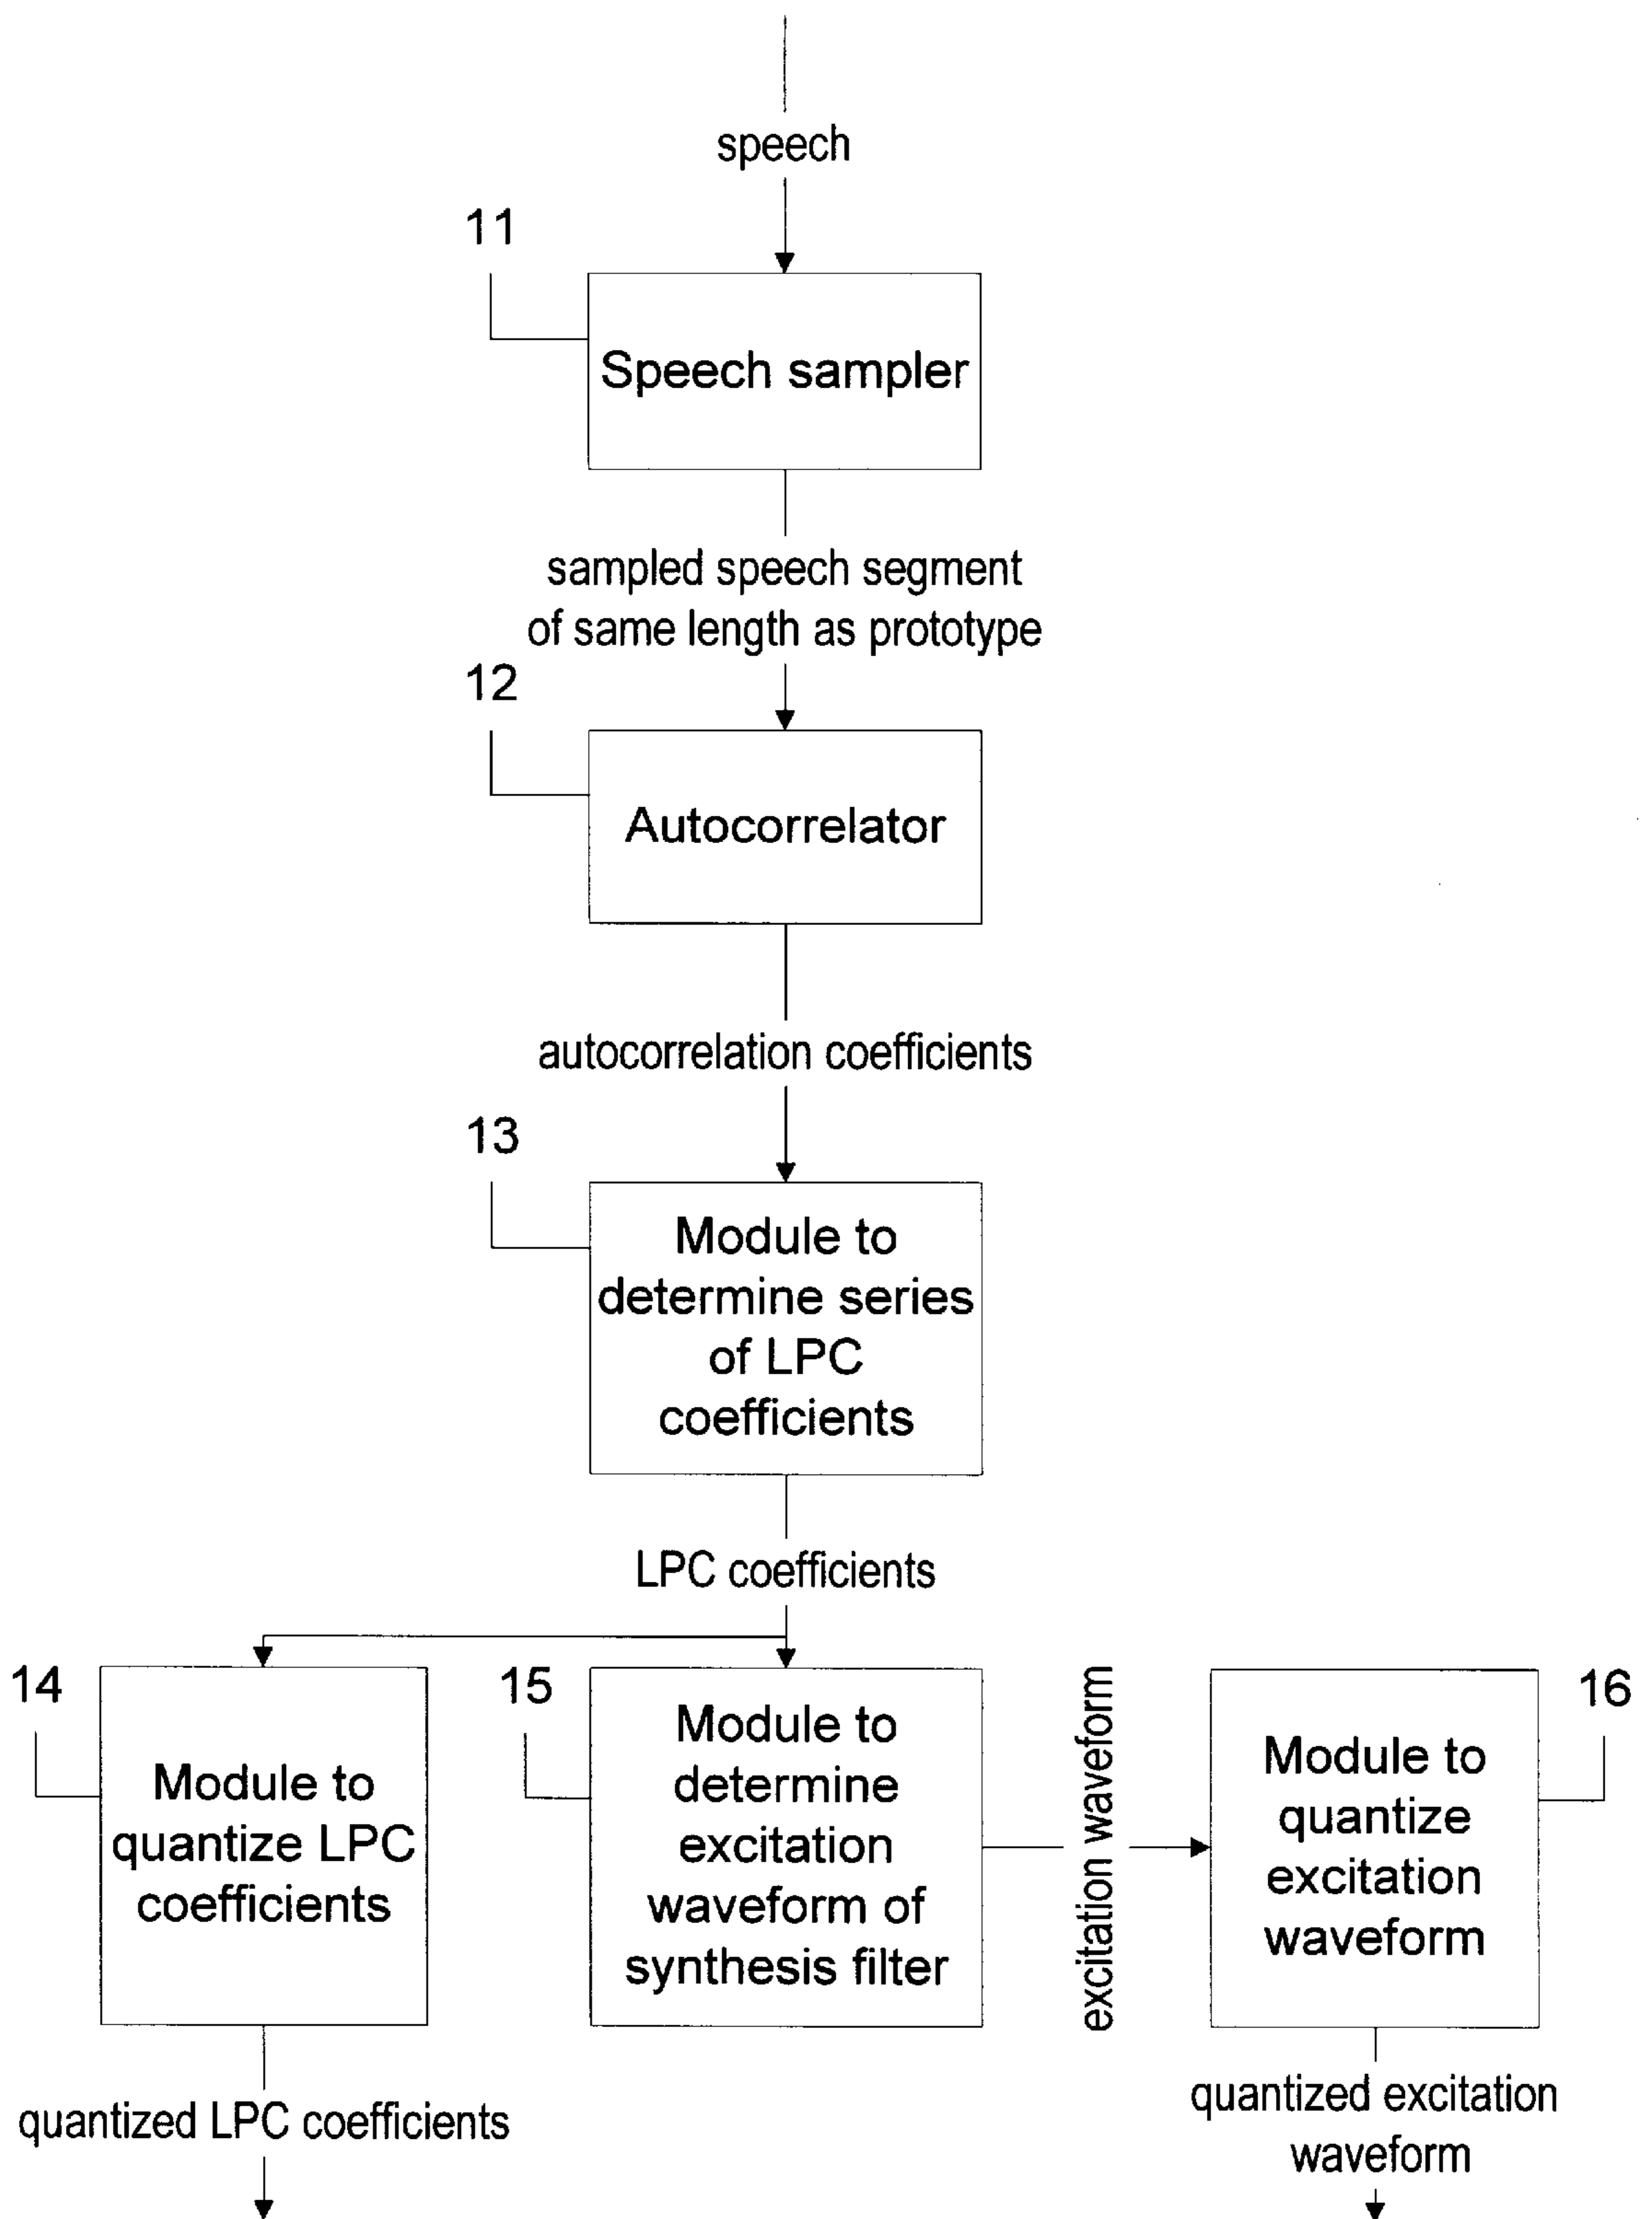 speech
11
Speech sampler
sampled speech segment
of same length as prototype
12
Autocorrelator
autocorrelation coefficients
13
Module to
determine series
of LPC
coefficients
LPC coefficients
14
Module to
quantize LPC
coefficients
15
Module to
determine
excitation
waveform of
synthesis filter
excitation waveform
16
Module to
quantize
excitation
waveform
quantized LPC coefficients
quantized excitation
waveform